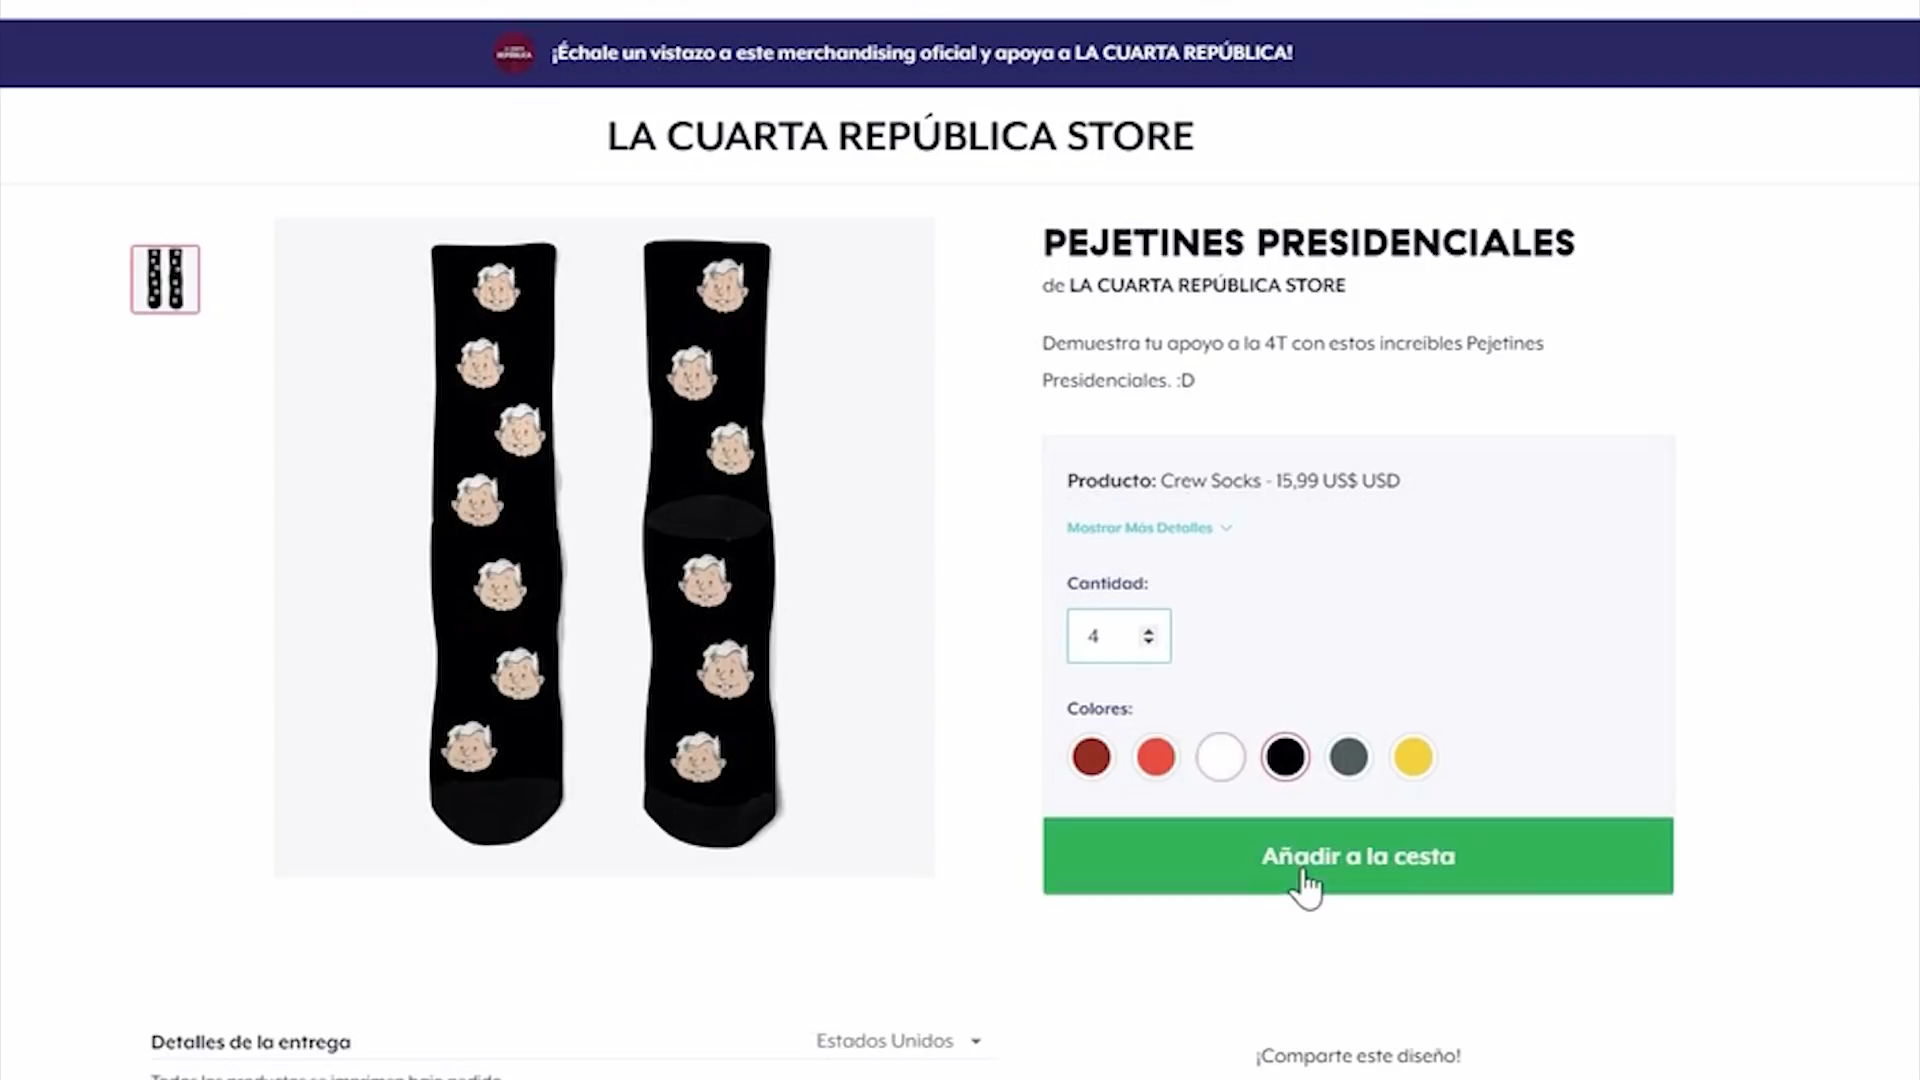 ¡Échale un vistazo a este merchandising oficial y apoya a LA CUARTA REPÚBLICA!
LA CUARTA REPÚBLICA STORE
PEJETINES PRESIDENCIALES
de LA CUARTA REPÚBLICA STORE
Demuestra tu apoyo a la 4T con estos increibles Pejetines
Presidenciales. :D
Producto: Crew Socks - 15,99 US$ USD
Mostrar Más Detalles
Cantidad:
4
Colores:
Añadir a la cesta
Detalles de la entrega
Estados Unidos
¡Comparte este diseño!